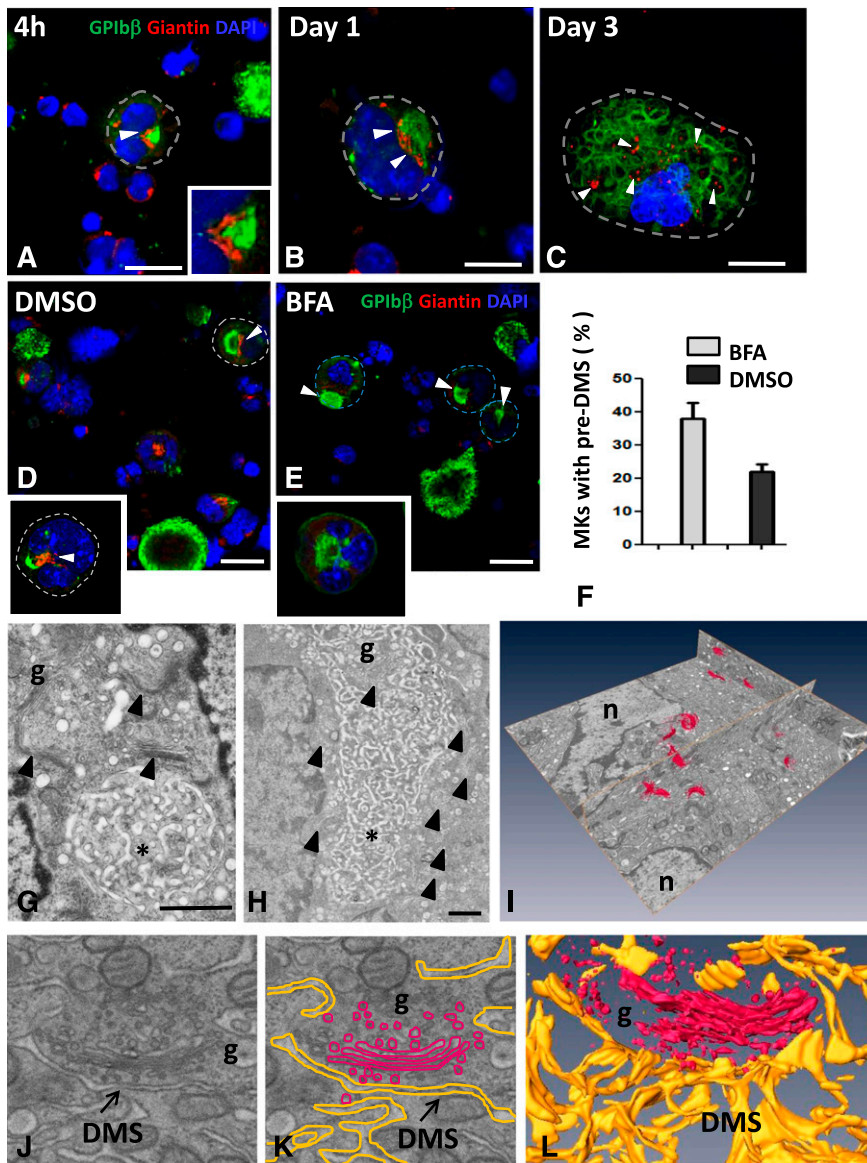 4h
GPIbβ Giantin DAPI
A
Day 1
B
Day 3
C
DMSO
D
BFA
GPIbβ Giantin DAPI
E
BFA
DMSO
MKs with pre-DMS ( % )
50
40
30
20
10
0
F
g
*
G
g
*
H
n
n
I
g
DMS
J
g
DMS
K
g
DMS
L